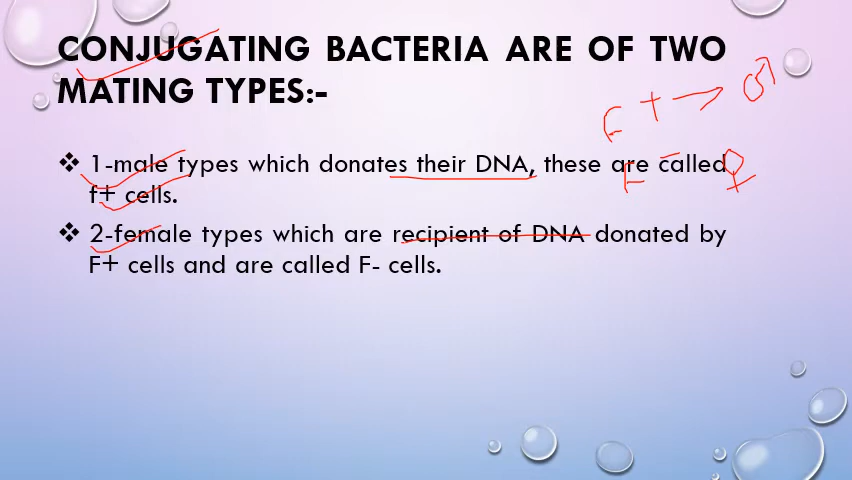 CONJUGATING BACTERIA ARE OF TWO
MATING TYPES:-
F + → ♂
❖ 1-male types which donates their DNA, these are called
F – ♀
f+ cells.
❖ 2-female types which are recipient of DNA donated by
F+ cells and are called F- cells.